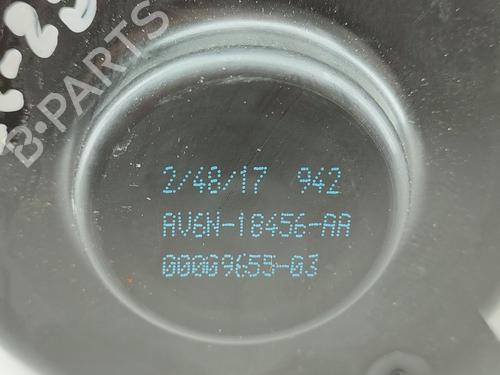 B-PARTS
2/48/17 942
AV6N-18456-AA
00009655-03